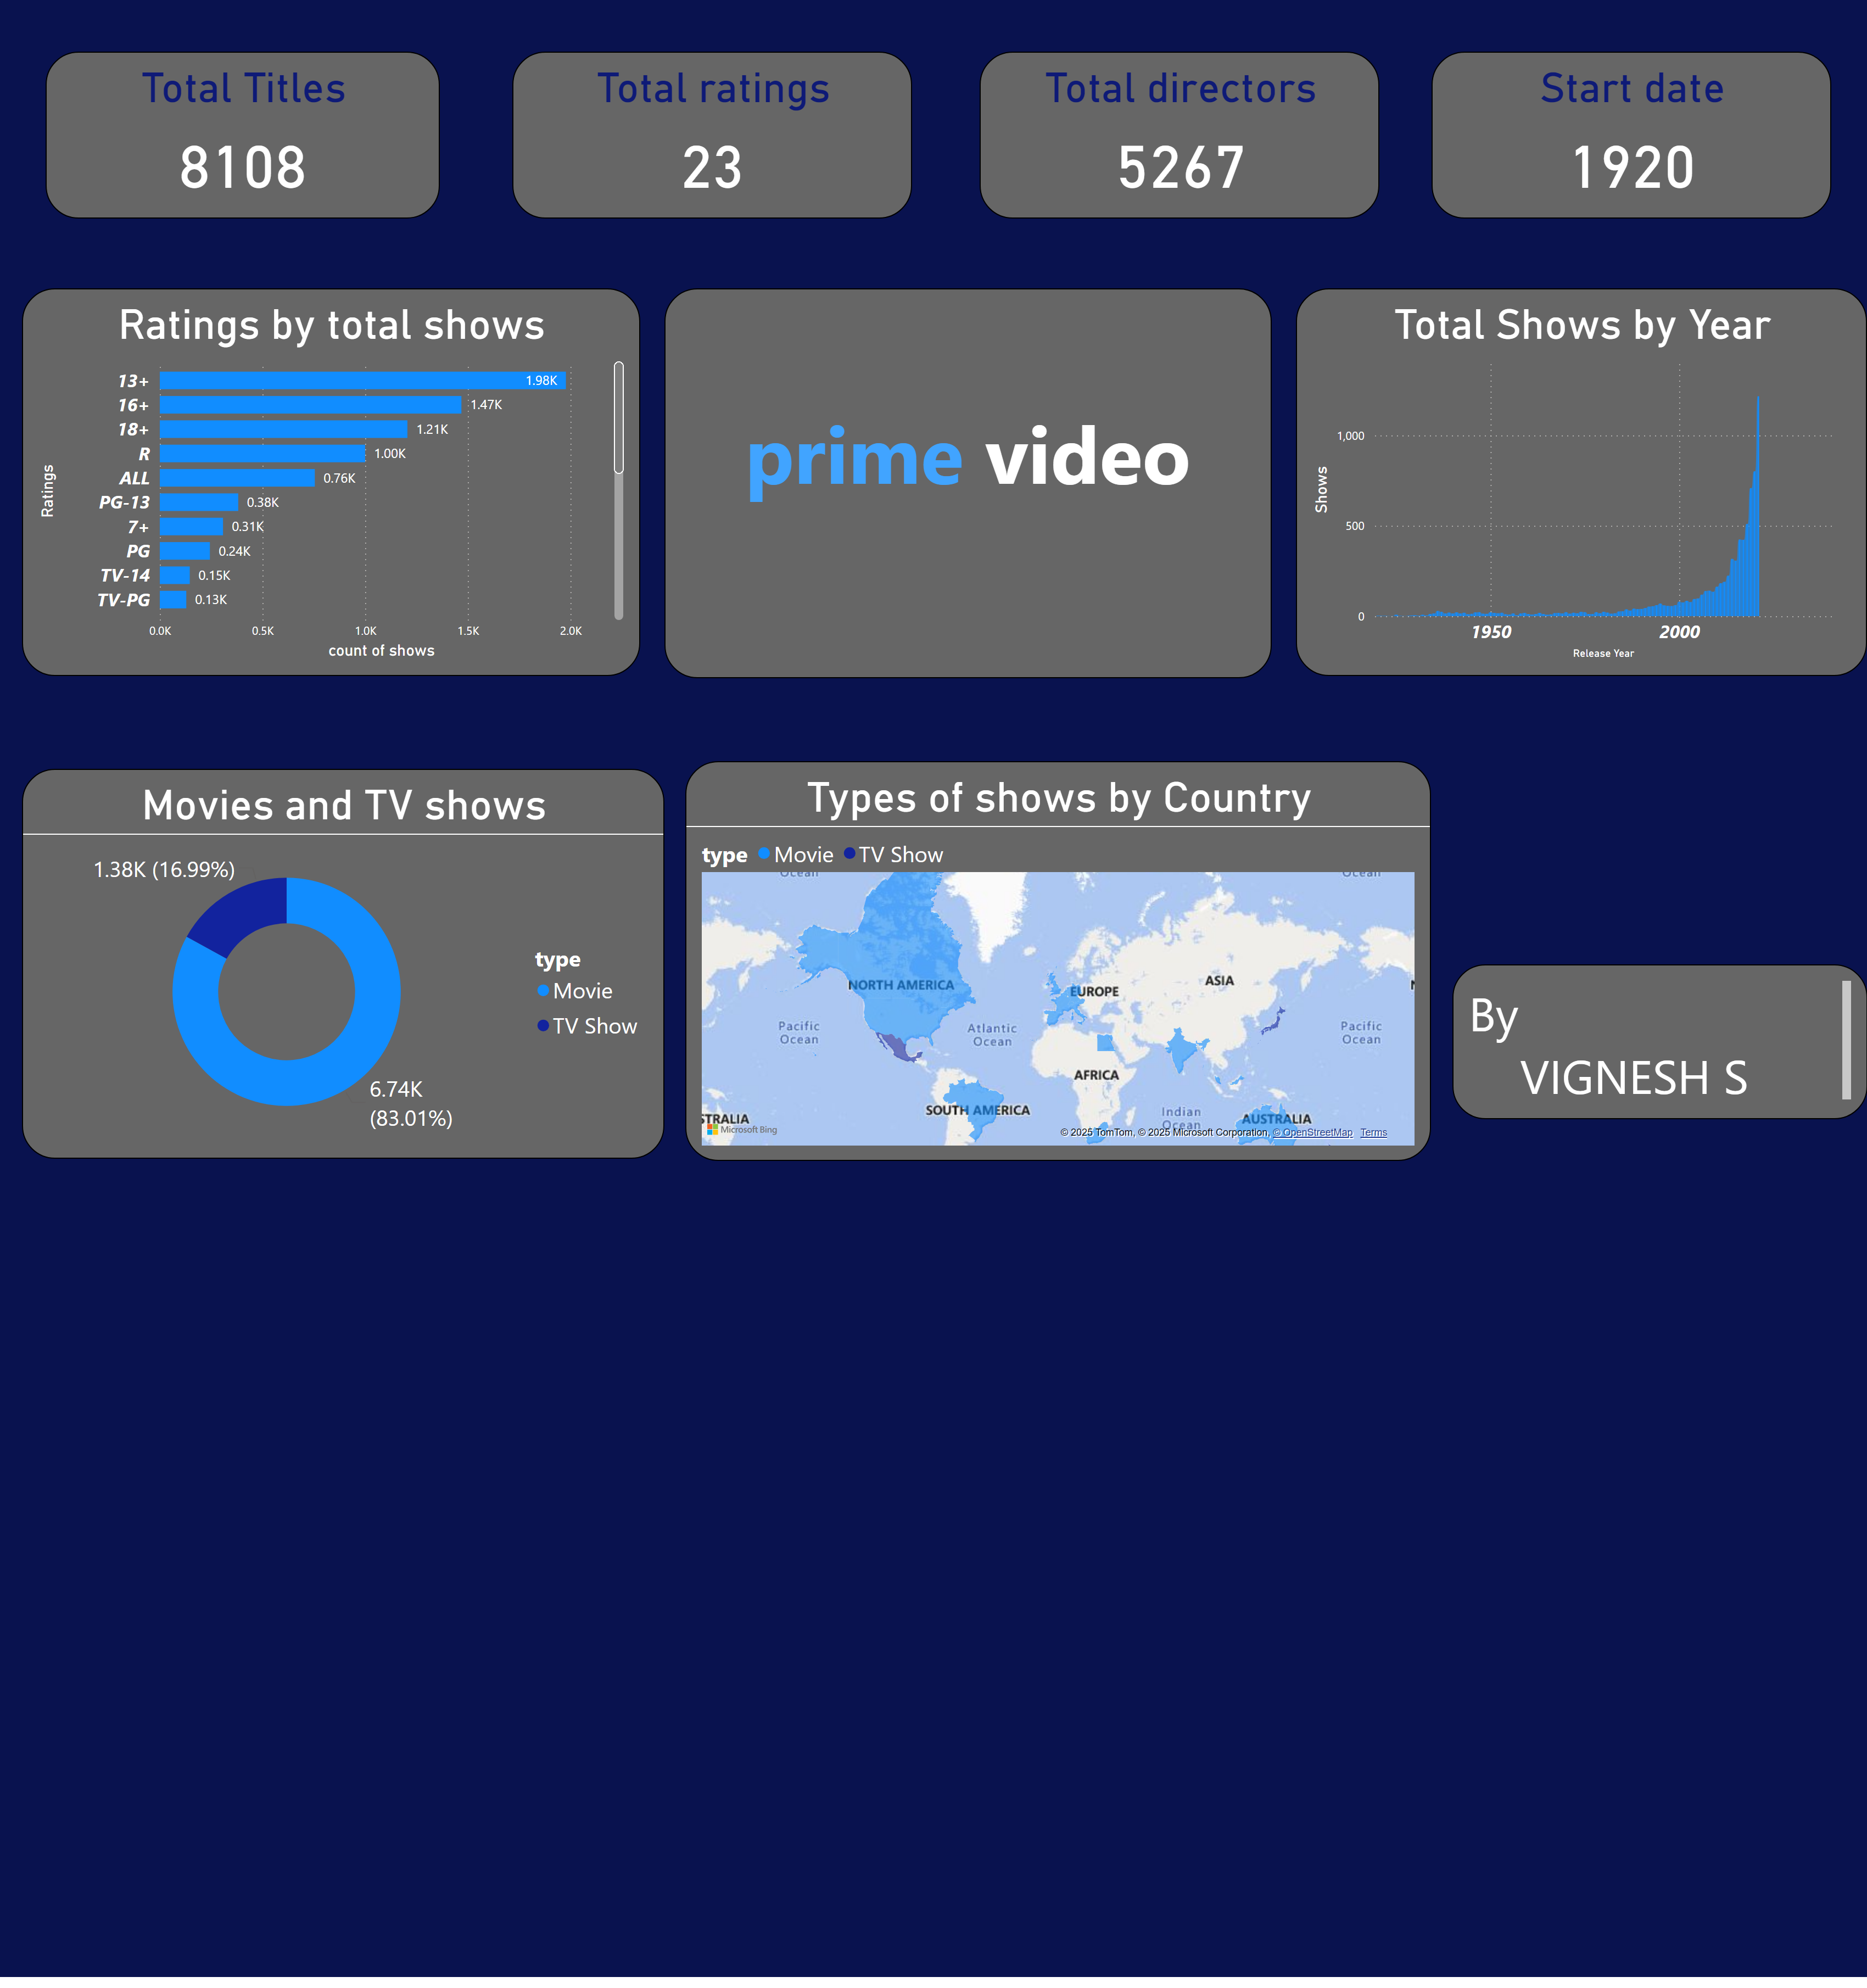 Total Titles
8108
Total ratings
23
Total directors
5267
Start date
1920
Ratings by total shows
Ratings
13+ 1.98K
16+ 1.47K
18+ 1.21K
R 1.00K
ALL 0.76K
PG-13 0.38K
7+ 0.31K
PG 0.24K
TV-14 0.15K
TV-PG 0.13K
0.0K 0.5K 1.0K 1.5K 2.0K
count of shows
prime video
Total Shows by Year
Shows
1,000
500
0
1950 2000
Release Year
Movies and TV shows
1.38K (16.99%)
6.74K
(83.01%)
type
Movie
TV Show
Types of shows by Country
type Movie TV Show
Ocean Ocean
NORTH AMERICA
EUROPE
ASIA
Pacific
Ocean
Atlantic
Ocean
Pacific
Ocean
AFRICA
SOUTH AMERICA
Indian
Ocean
AUSTRALIA
STRALIA
Microsoft Bing
© 2025 TomTom, © 2025 Microsoft Corporation, © OpenStreetMap Terms
By
VIGNESH S